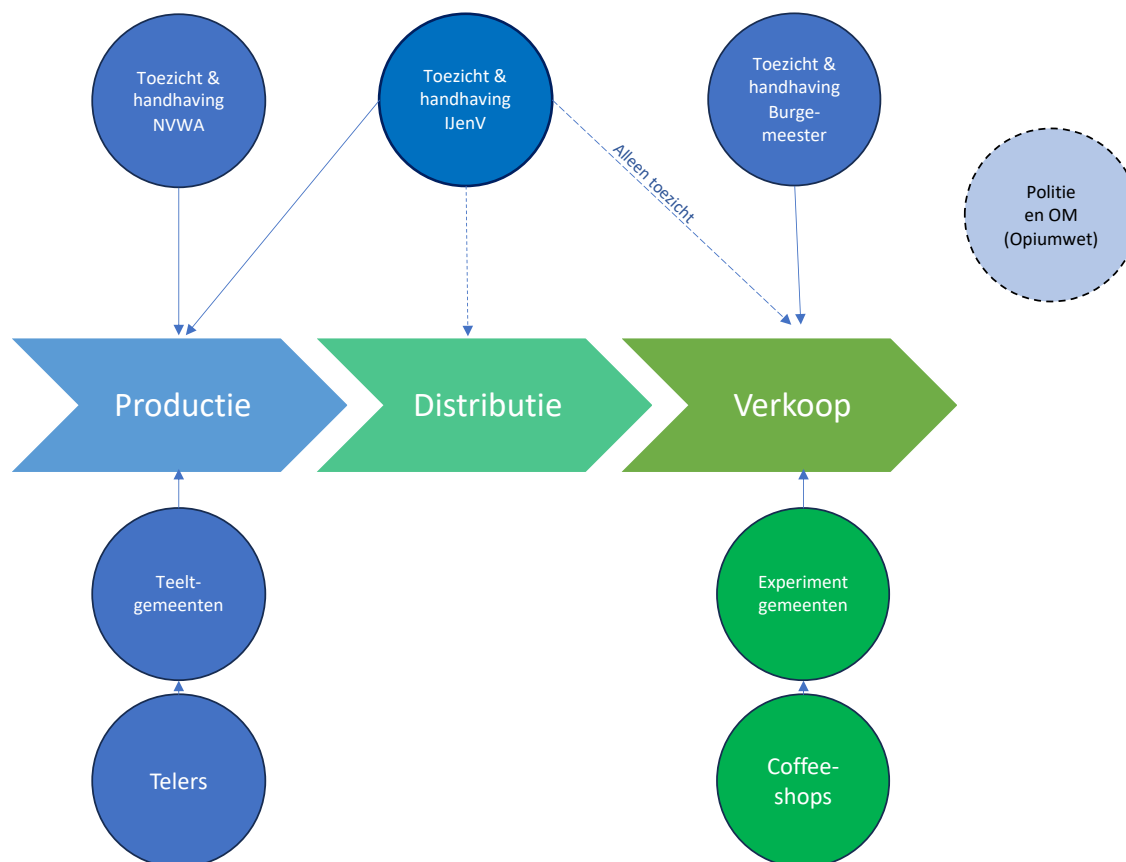 Toezicht &
handhaving
NVWA
Toezicht &
handhaving
IJenV
Toezicht &
handhaving
Burge-
meester
Alleen toezicht
Politie
en OM
(Opiumwet)
Productie
Distributie
Verkoop
Teelt-
gemeenten
Experiment
gemeenten
Telers
Coffee-
shops